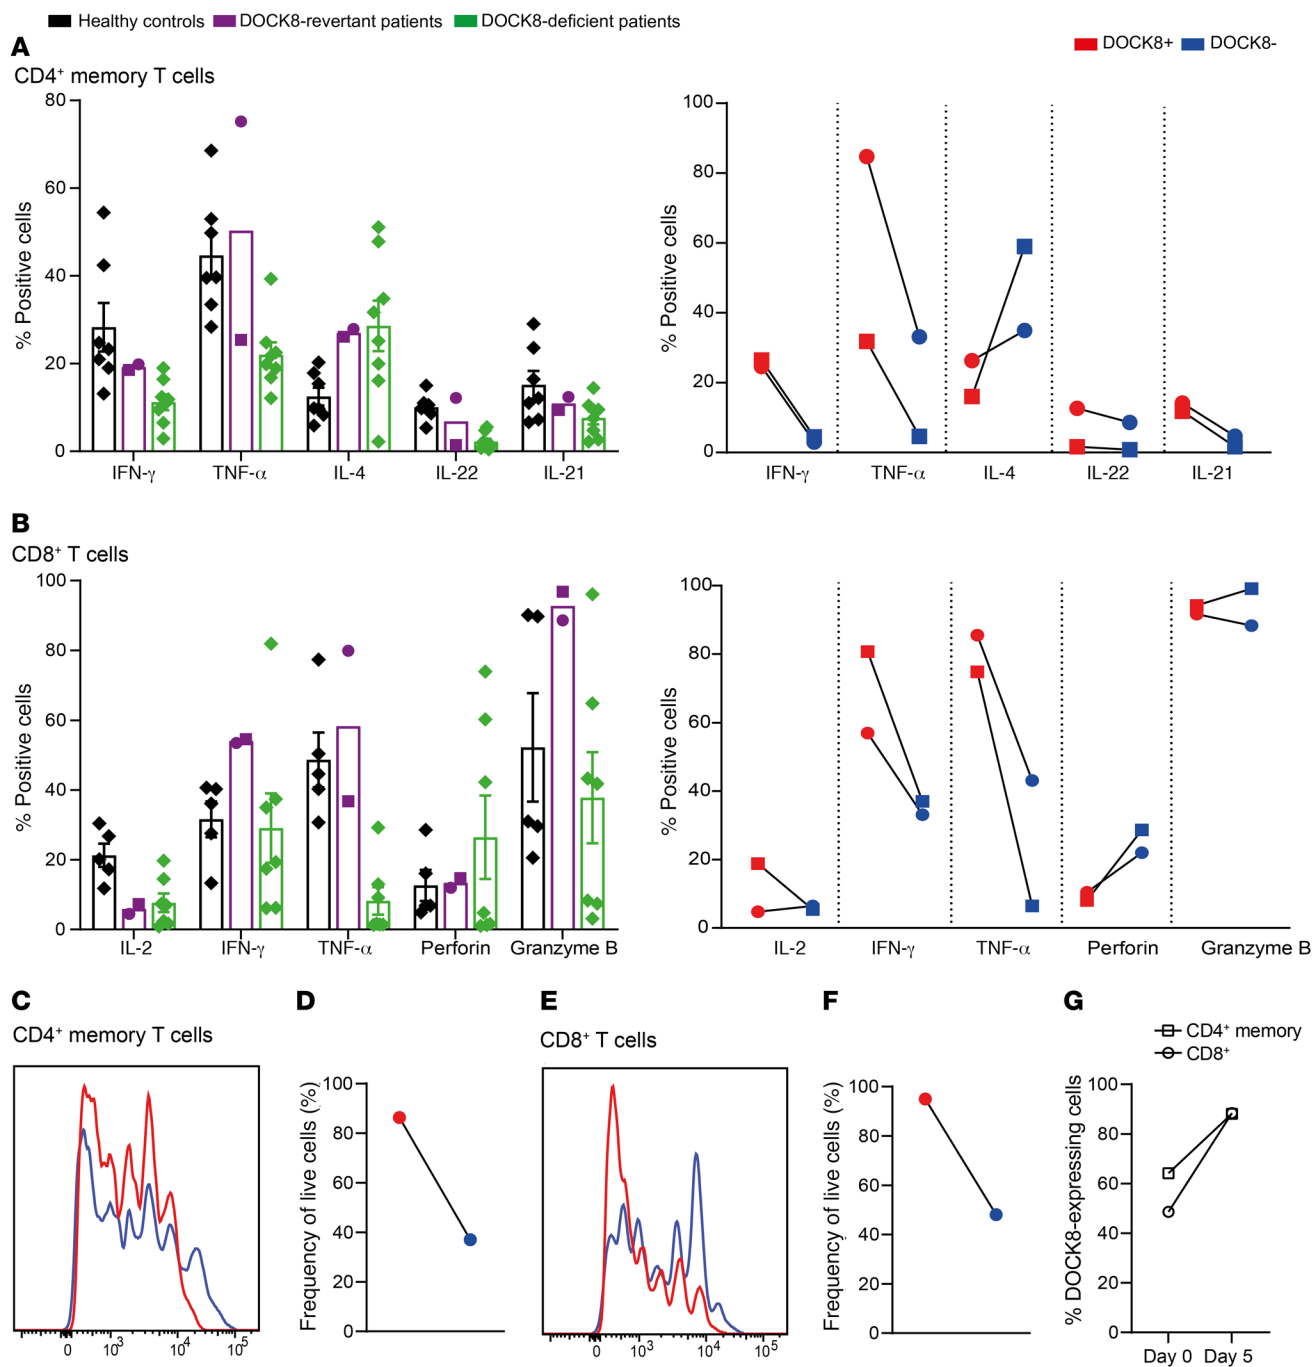 Healthy controls DOCK8-revertant patients DOCK8-deficient patients
DOCK8+ DOCK8-
A
CD4⁺ memory T cells
% Positive cells
80
60
40
20
0
IFN-γ TNF-α IL-4 IL-22 IL-21
% Positive cells
100
80
60
40
20
0
IFN-γ TNF-α IL-4 IL-22 IL-21
B
CD8⁺ T cells
% Positive cells
100
80
60
40
20
0
IL-2 IFN-γ TNF-α Perforin Granzyme B
% Positive cells
100
80
60
40
20
0
IL-2 IFN-γ TNF-α Perforin Granzyme B
C
CD4⁺ memory T cells
0 10³ 10⁴ 10⁵
D
Frequency of live cells (%)
100
80
60
40
20
0
E
CD8⁺ T cells
0 10³ 10⁴ 10⁵
F
Frequency of live cells (%)
100
80
60
40
20
0
G
CD4⁺ memory
CD8⁺
% DOCK8-expressing cells
100
80
60
40
20
0
Day 0 Day 5